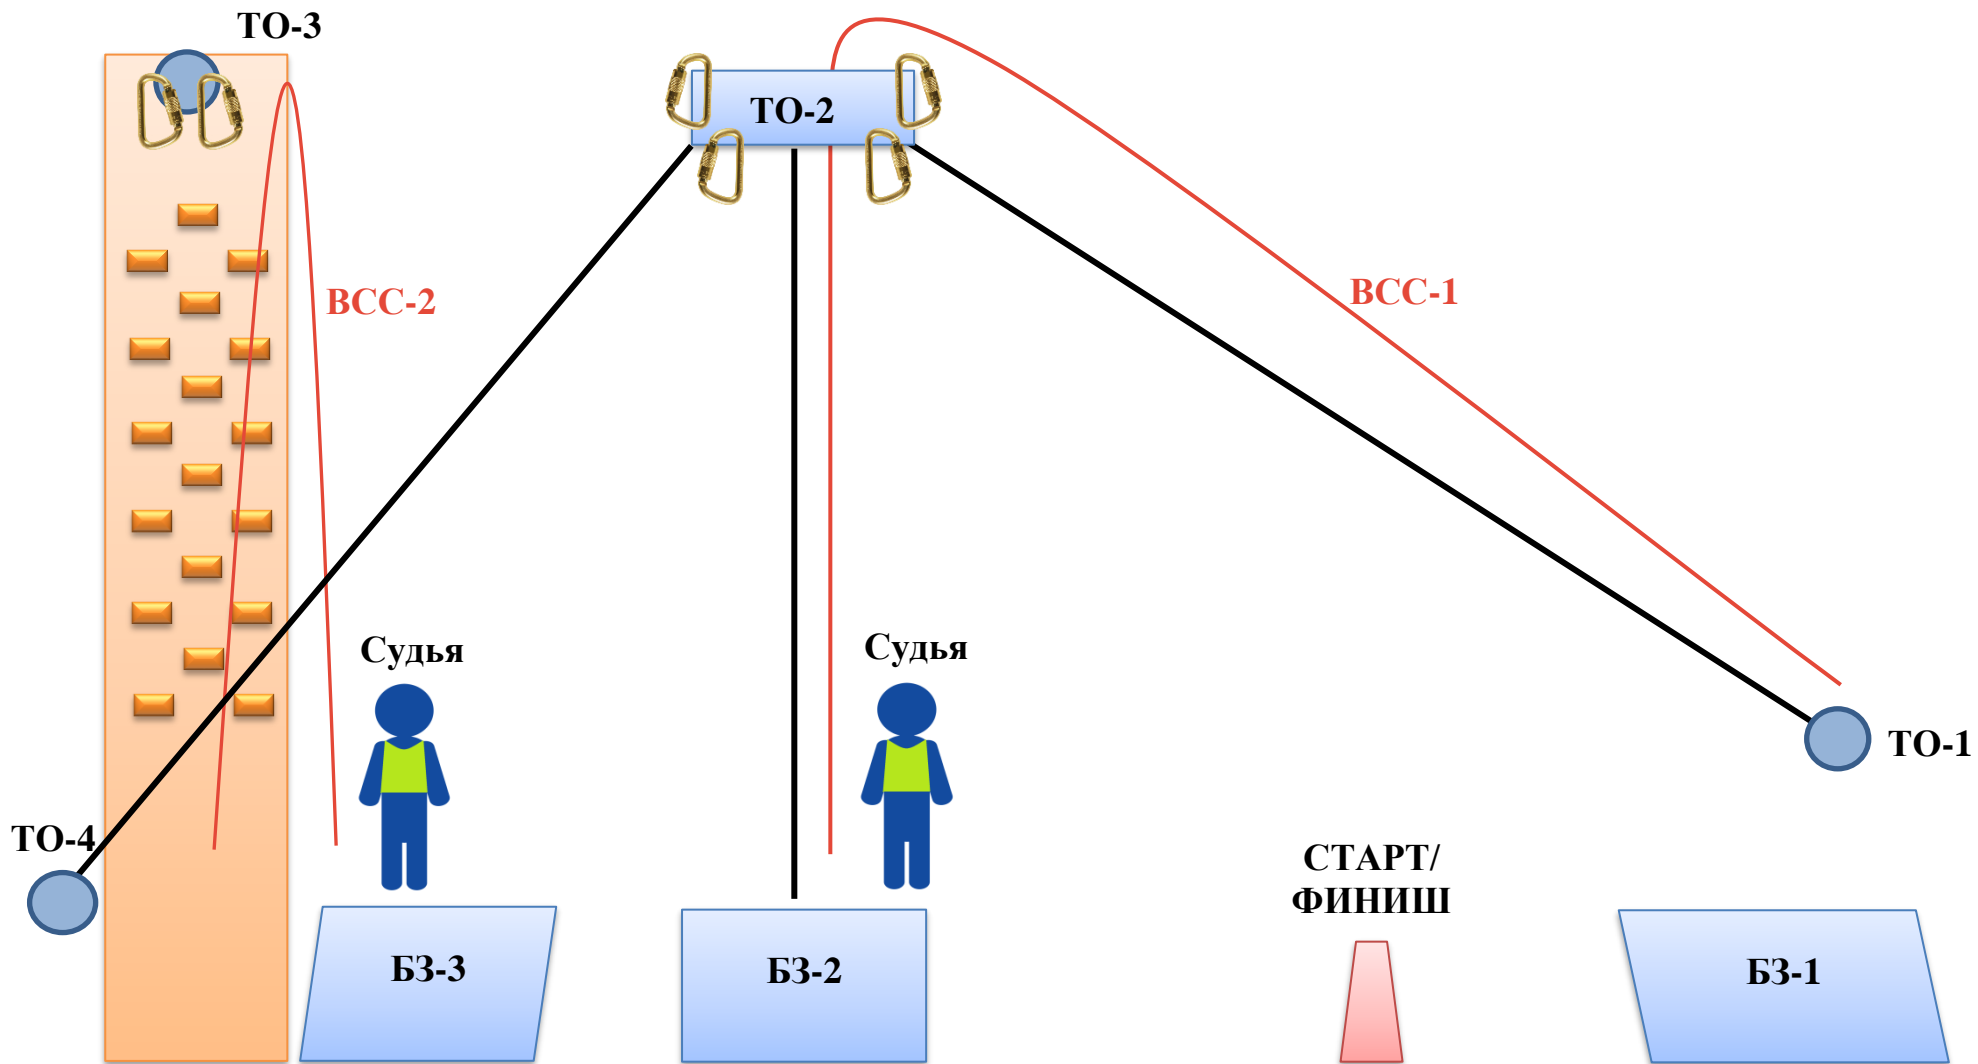 ТО-3
ТО-2
ВСС-2
ВСС-1
Судья
Судья
ТО-1
ТО-4
СТАРТ/
ФИНИШ
БЗ-3
БЗ-2
БЗ-1